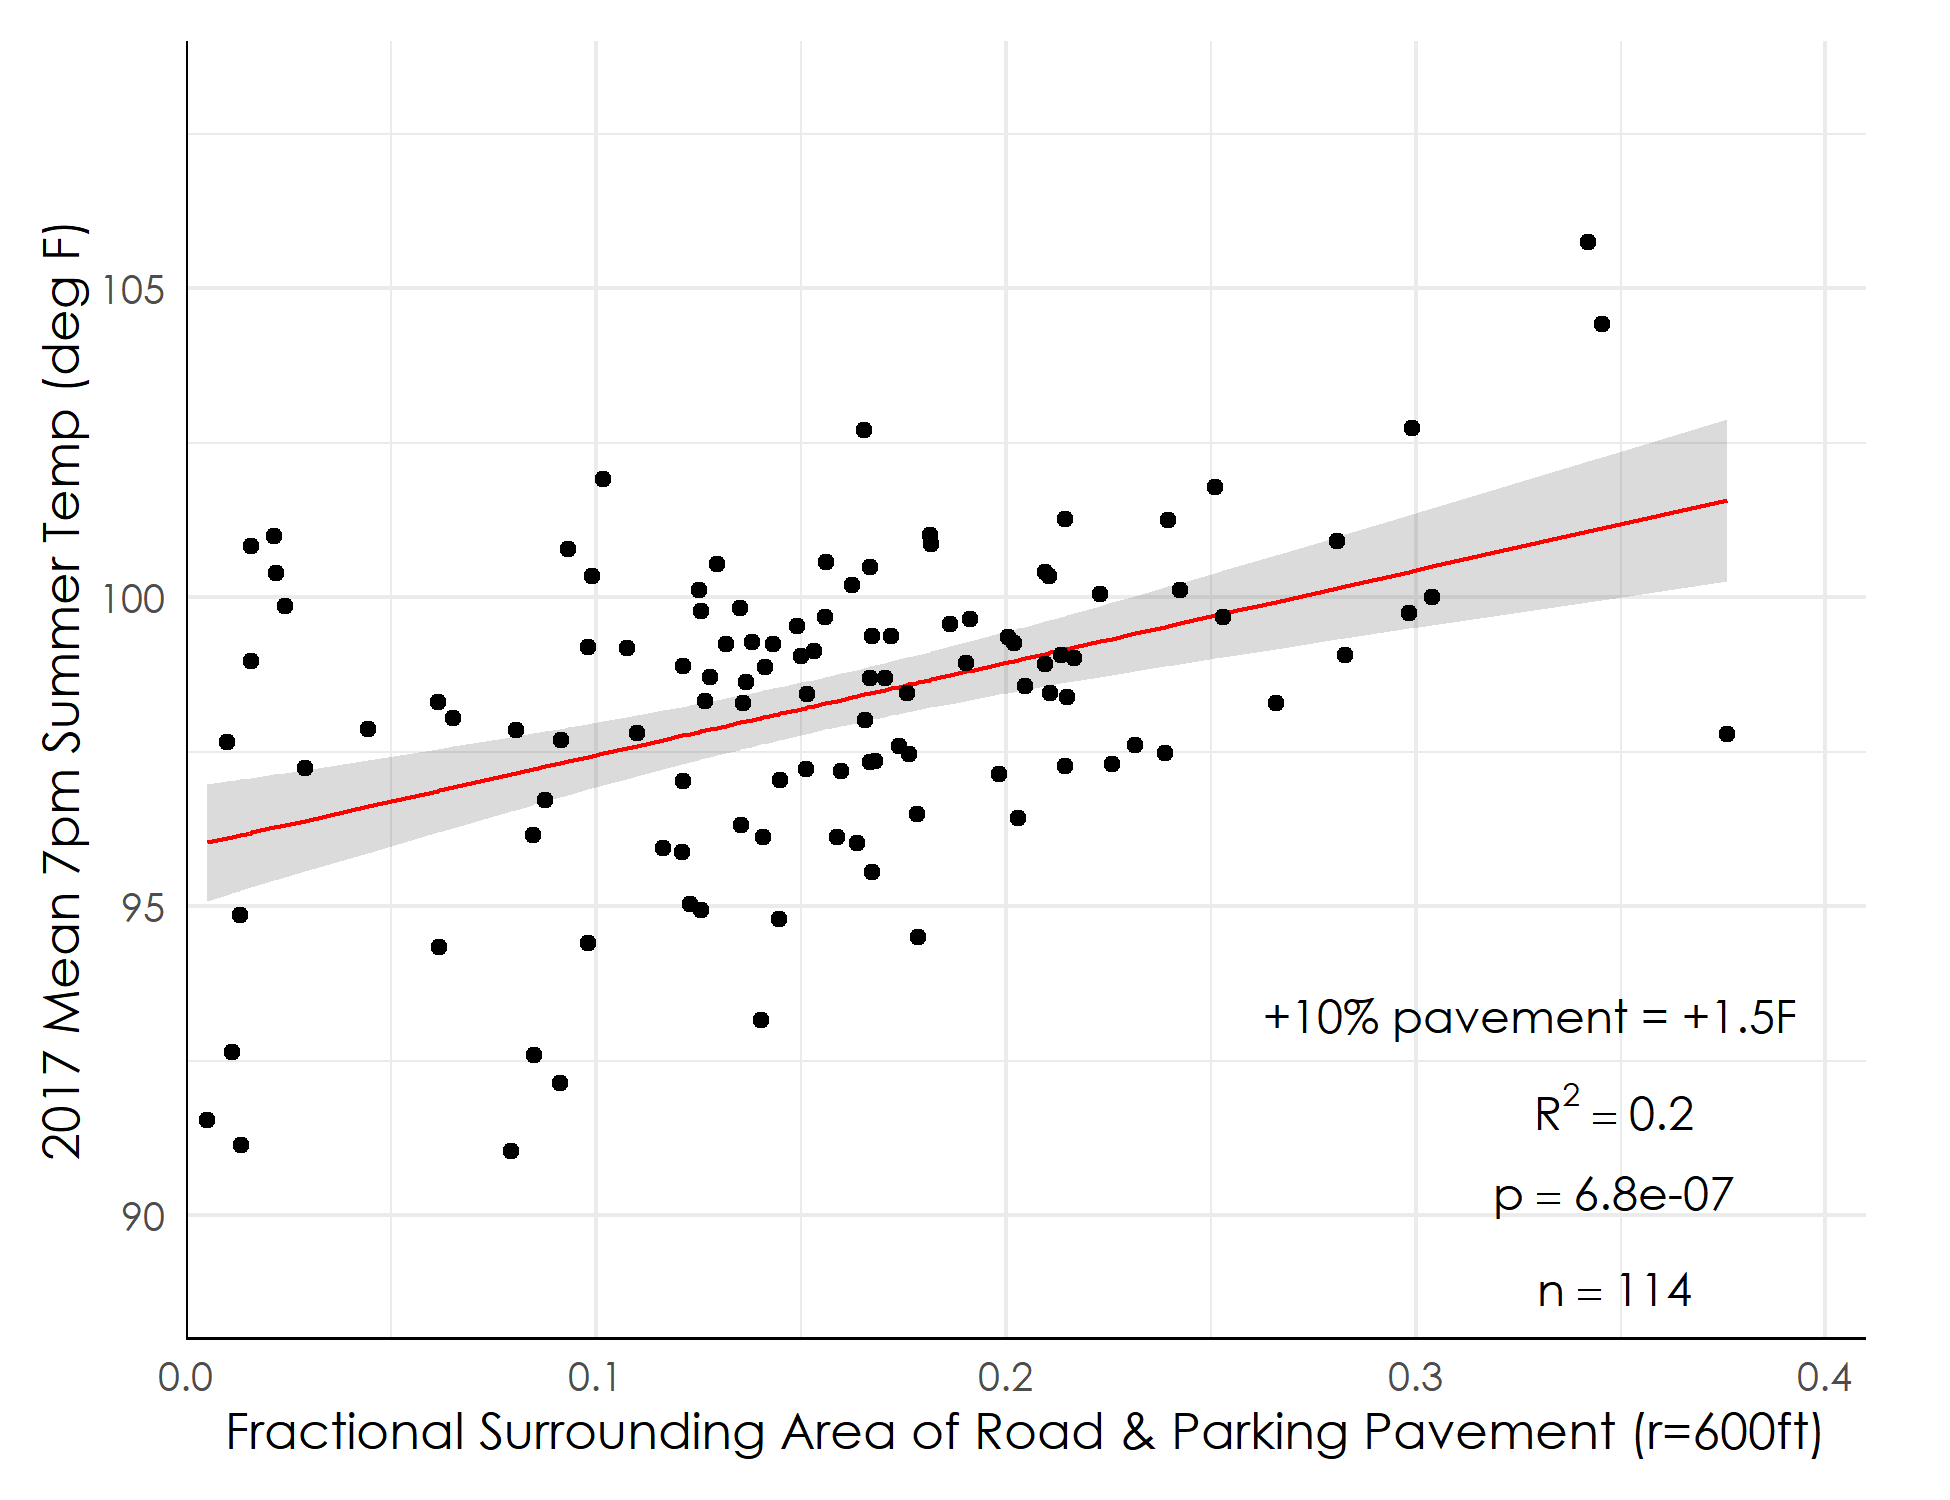 2017 Mean 7pm Summer Temp (deg F)
105
100
95
90
+10% pavement = +1.5F
R² = 0.2
p = 6.8e-07
n = 114
0.0 0.1 0.2 0.3 0.4
Fractional Surrounding Area of Road & Parking Pavement (r=600ft)